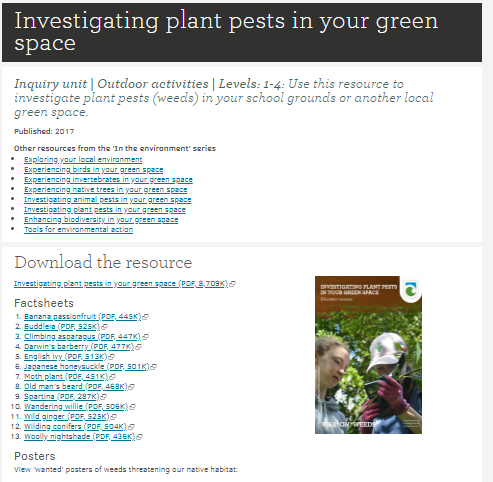 Investigating plant pests in your green
space
Inquiry unit | Outdoor activities | Levels: 1-4: Use this resource to
investigate plant pests (weeds) in your school grounds or another local
green space.
Published: 2017
Other resources from the 'In the environment' series
• Exploring your local environment
• Experiencing birds in your green space
• Experiencing invertebrates in your green space
• Experiencing native trees in your green space
• Investigating animal pests in your green space
• Investigating plant pests in your green space
• Enhancing biodiversity in your green space
• Tools for environmental action
Download the resource
Investigating plant pests in your green space (PDF, 8,709K)
INVESTIGATING PLANT PESTS
IN YOUR GREEN SPACE
Educator resource
WAR ON WEEDS
Factsheets
1. Banana passionfruit (PDF, 445K)
2. Buddleia (PDF, 525K)
3. Climbing asparagus (PDF, 447K)
4. Darwin's barberry (PDF, 477K)
5. English ivy (PDF, 513K)
6. Japanese honeysuckle (PDF, 501K)
7. Moth plant (PDF, 451K)
8. Old man's beard (PDF, 468K)
9. Spartina (PDF, 287K)
10. Wandering willie (PDF, 506K)
11. Wild ginger (PDF, 525K)
12. Wilding conifers (PDF, 504K)
13. Woolly nightshade (PDF, 436K)
Posters
View 'wanted' posters of weeds threatening our native habitat: